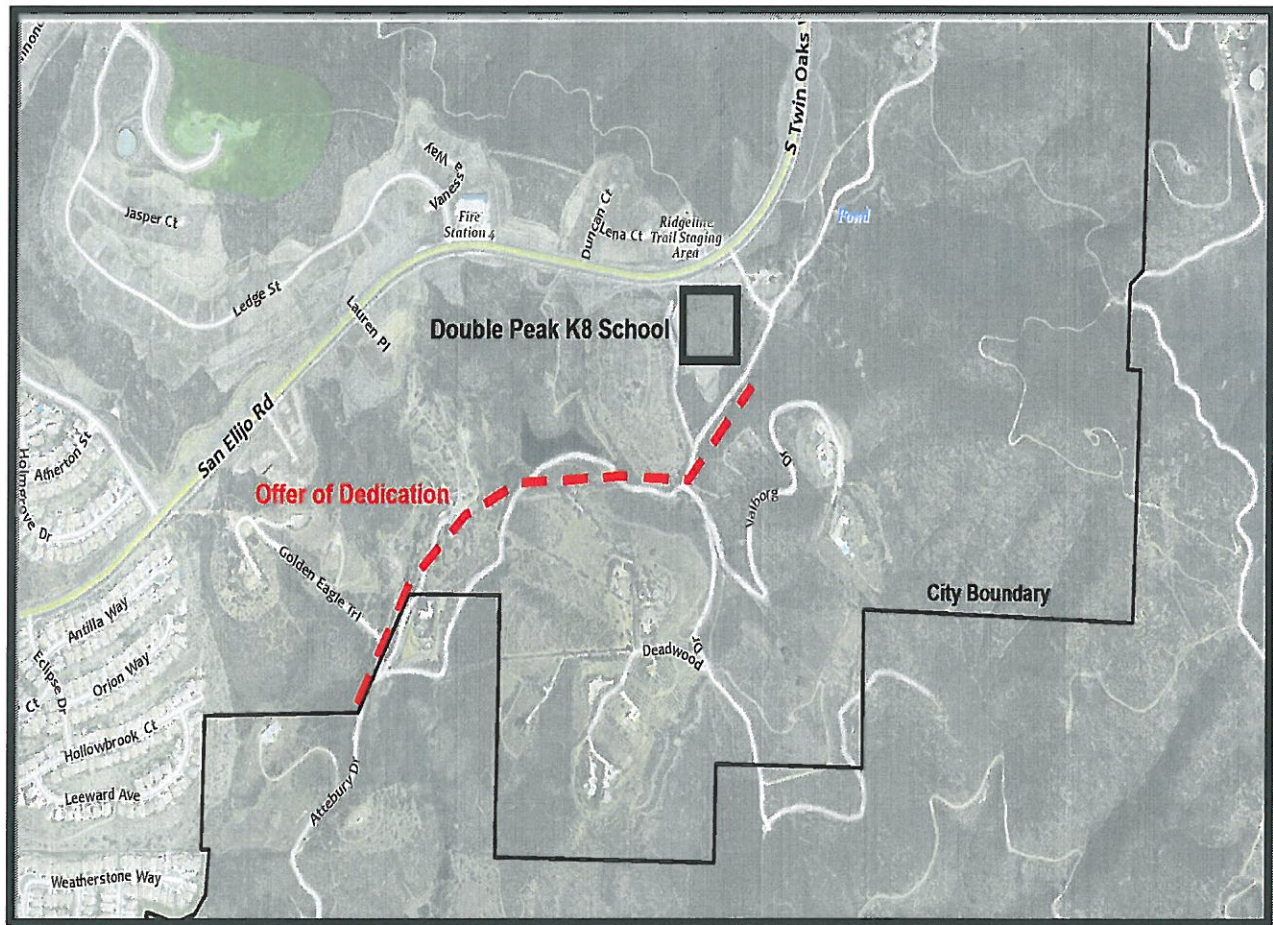 S Twin Oaks
Jasper Ct
Vanessa
Way
Fire
Station 4
Duncan Ct
Lena Ct
Ridgeline
Trail Staging
Area
Pond
Ledge St
Lauren Pl
Double Peak K8 School
San Elijo Rd
Atherton St
Holmgrove Dr
Offer of Dedication
Valborg Dr
Golden Eagle Trl
City Boundary
Antilla Way
Eclipse Dr
Orion Way
Ct
Deadwood Dr
Hollowbrook Ct
Leeward Ave
Attebury Dr
Weatherstone Way